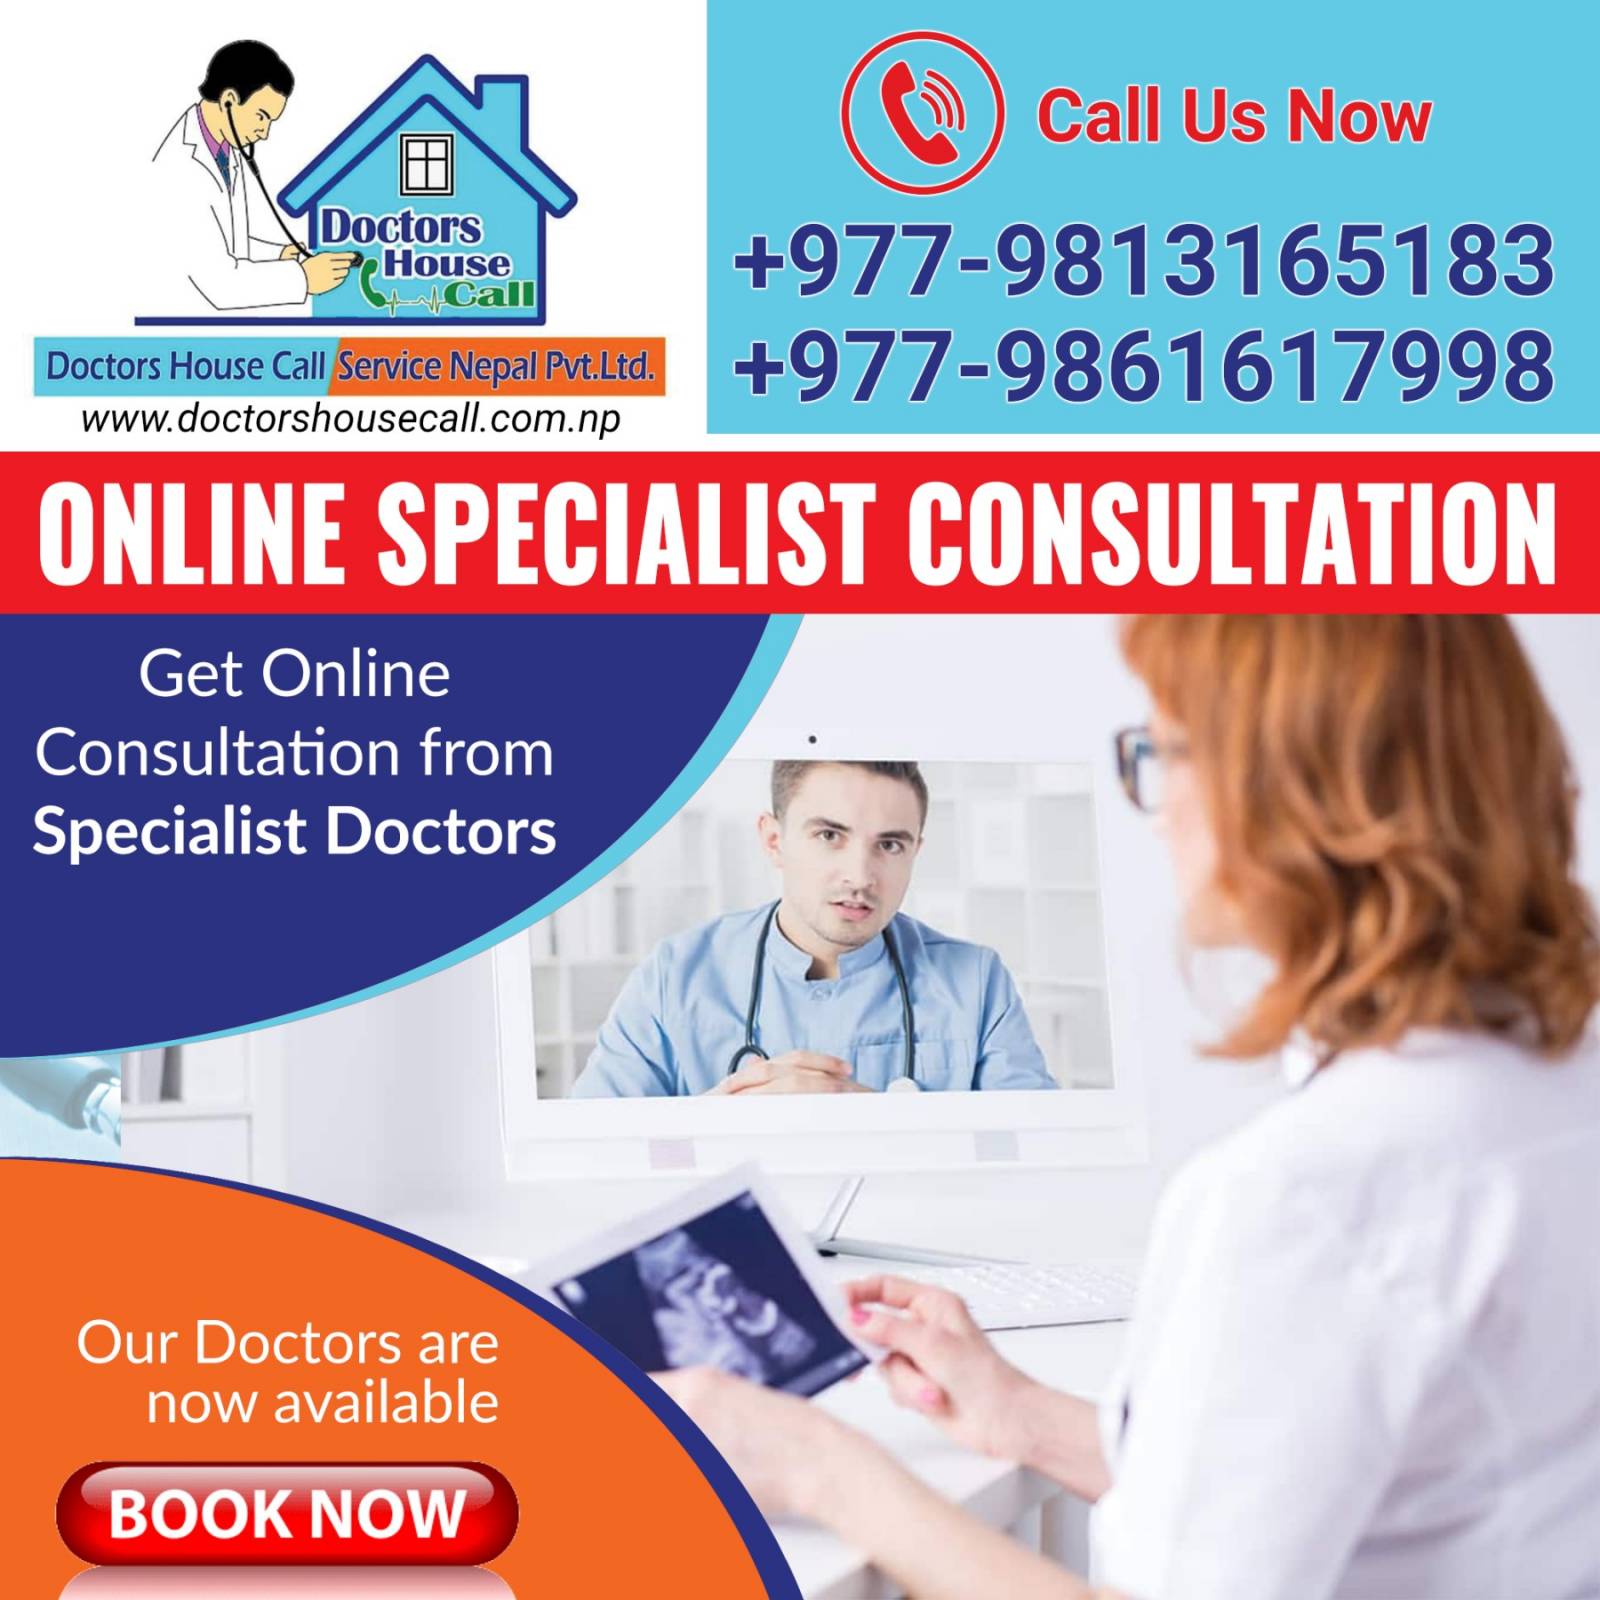 Doctors
House
Call
Doctors House Call Service Nepal Pvt.Ltd.
www.doctorshousecall.com.np
Call Us Now
+977-9813165183
+977-9861617998
ONLINE SPECIALIST CONSULTATION
Get Online
Consultation from
Specialist Doctors
Our Doctors are
now available
BOOK NOW